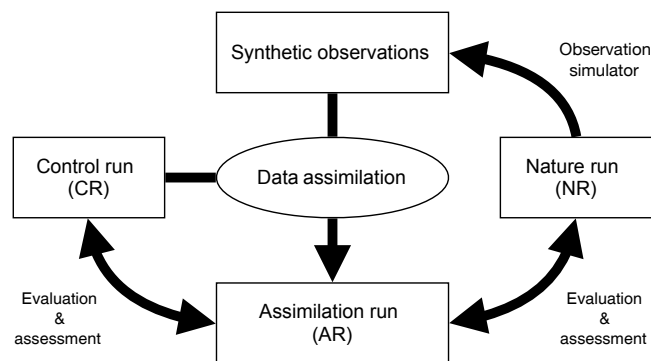 Synthetic observations
Observation
simulator
Control run
(CR)
Data assimilation
Nature run
(NR)
Evaluation
&
assessment
Assimilation run
(AR)
Evaluation
&
assessment